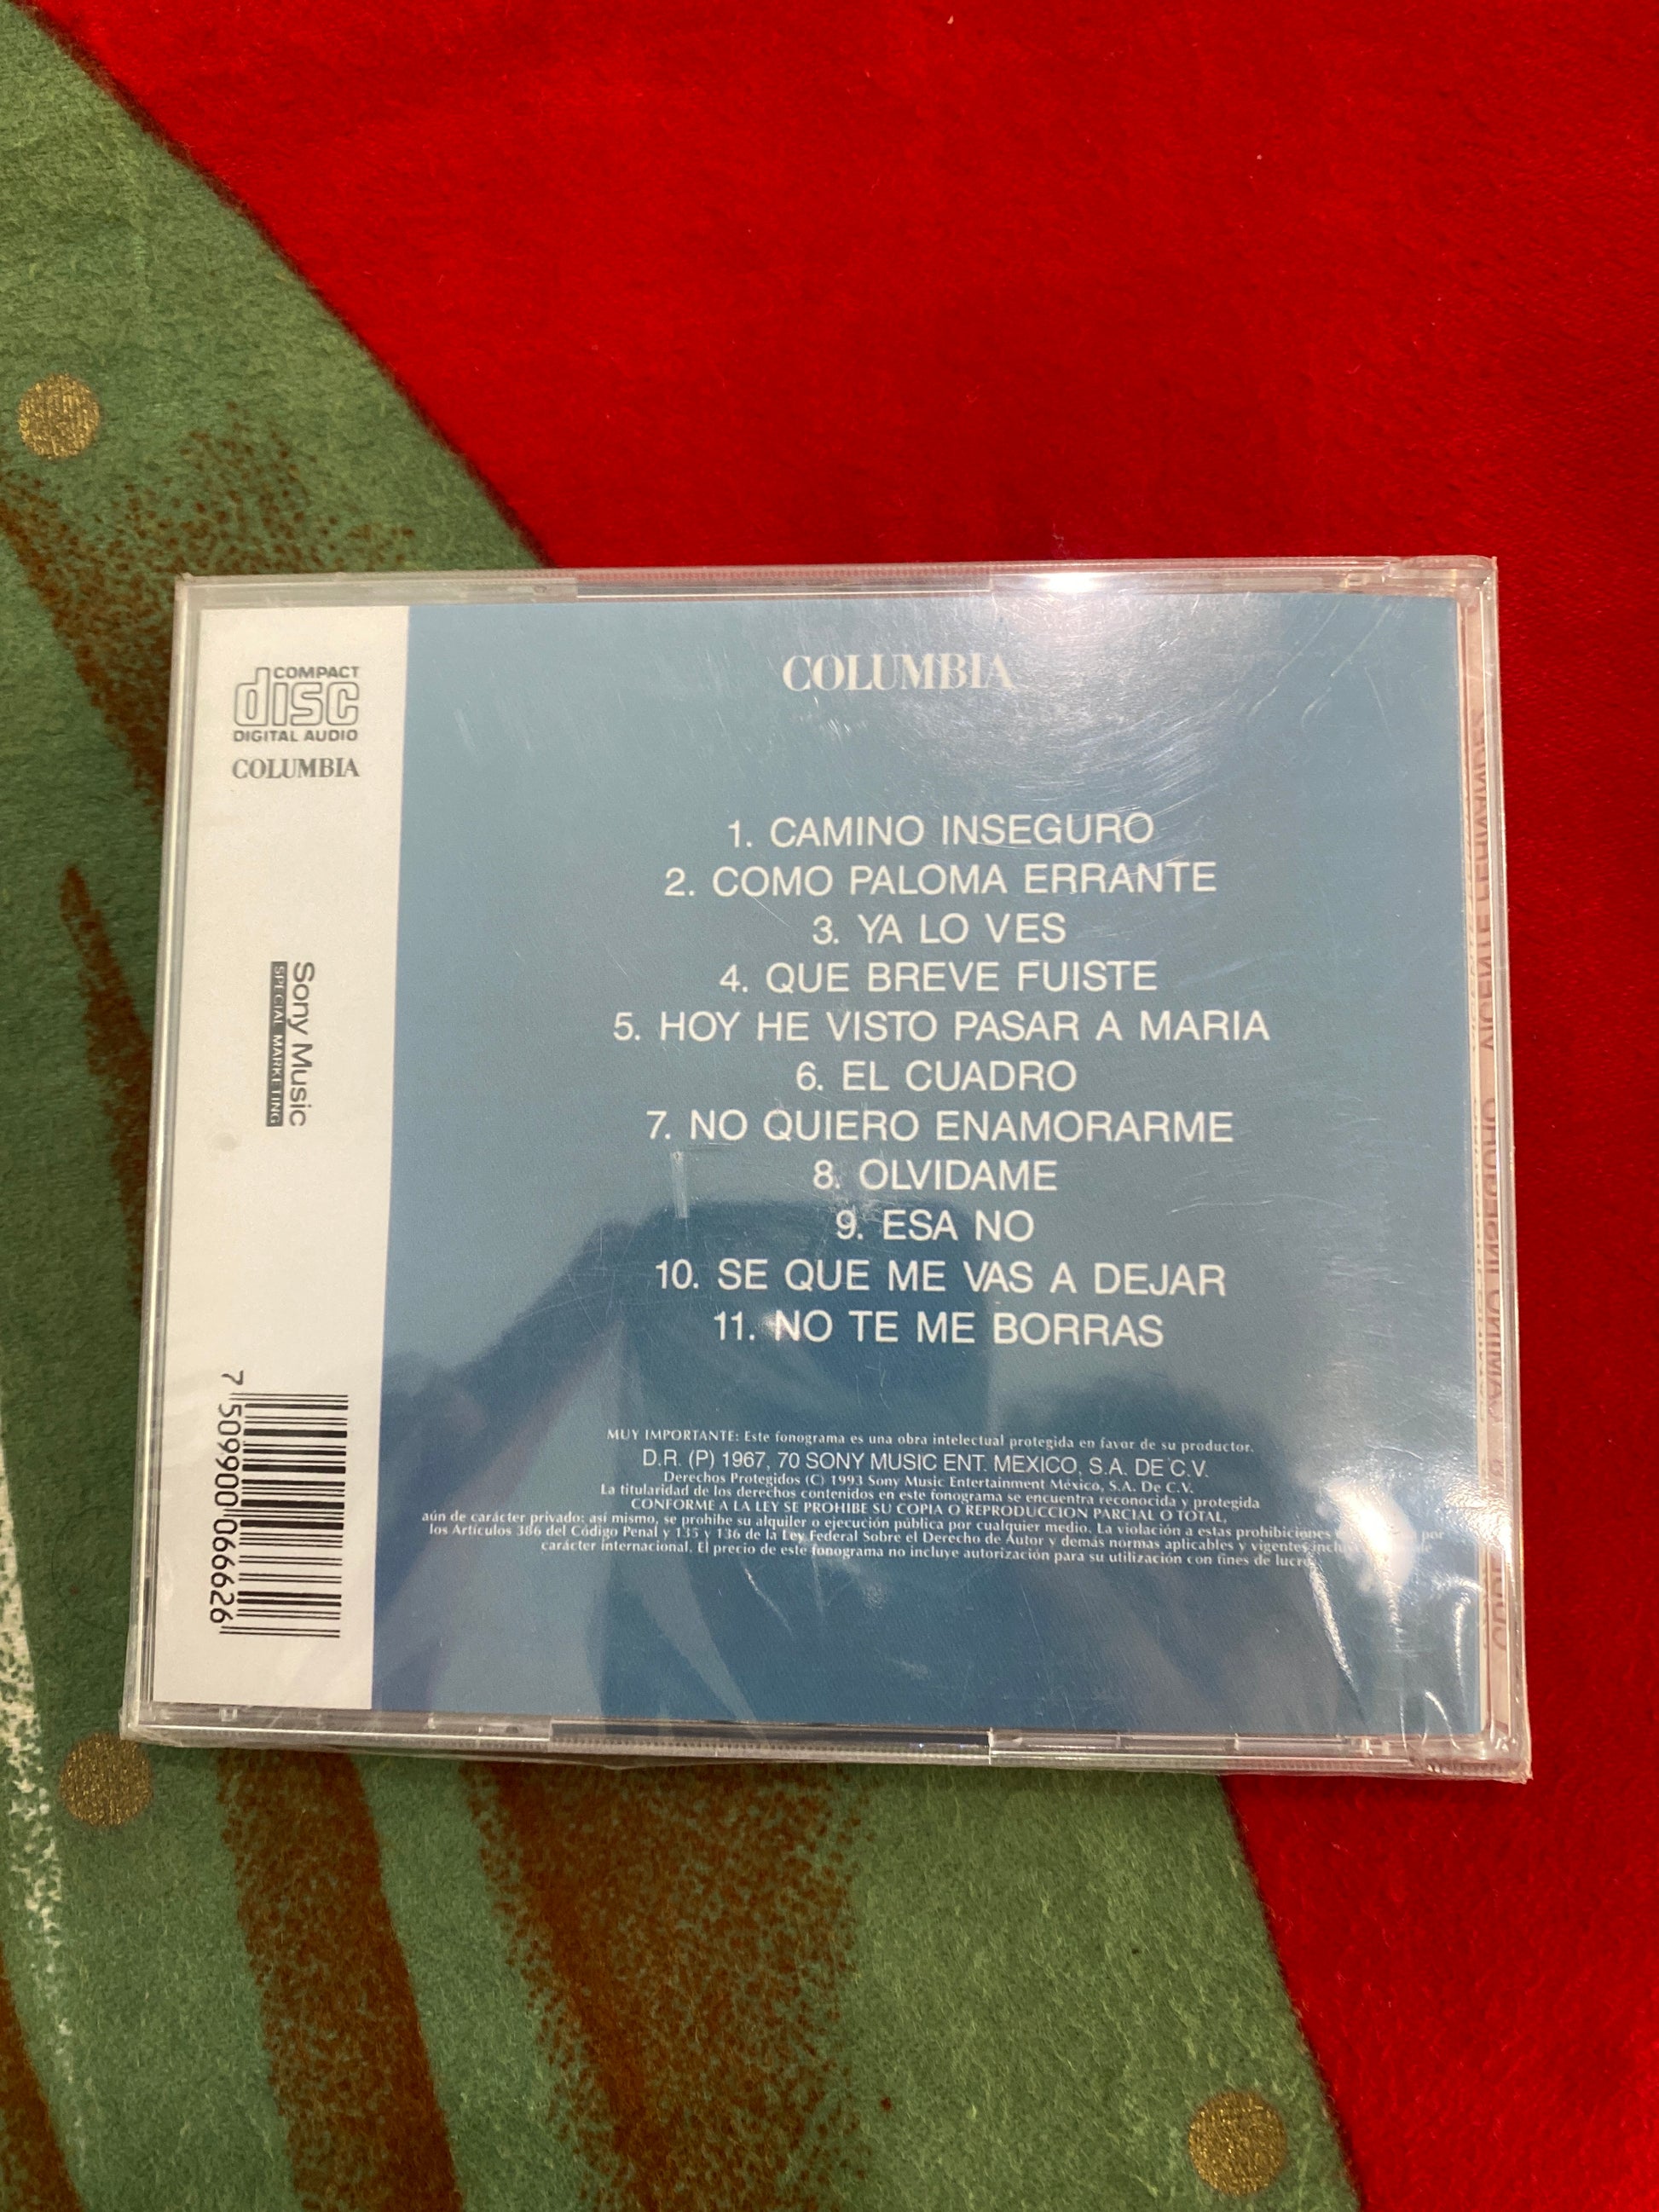 COMPACT
disc
DIGITAL AUDIO
COLUMBIA
Sony Music
SPECIAL MARKETING
7 509900 066626
COLUMBIA
1. CAMINO INSEGURO
2. COMO PALOMA ERRANTE
3. YA LO VES
4. QUE BREVE FUISTE
5. HOY HE VISTO PASAR A MARIA
6. EL CUADRO
7. NO QUIERO ENAMORARME
8. OLVIDAME
9. ESA NO
10. SE QUE ME VAS A DEJAR
11. NO TE ME BORRAS
MUY IMPORTANTE: Este fonograma es una obra intelectual protegida en favor de su productor.
D.R. (P) 1967, 70 SONY MUSIC ENT. MEXICO, S.A. DE C.V.
Derechos Protegidos (C) 1993 Sony Music Entertainment México, S.A. De C.V.
La titularidad de los derechos contenidos en este fonograma se encuentra reconocida y protegida
CONFORME A LA LEY SE PROHIBE SU COPIA O REPRODUCCION PARCIAL O TOTAL,
aún de carácter privado: así mismo, se prohibe su alquiler o ejecución pública por cualquier medio. La violación a estas prohibiciones por
los Artículos 386 del Código Penal y 135 y 136 de la Ley Federal Sobre el Derecho de Autor y demás normas aplicables y vigentes de
carácter internacional. El precio de este fonograma no incluye autorización para su utilización con fines de lucro.